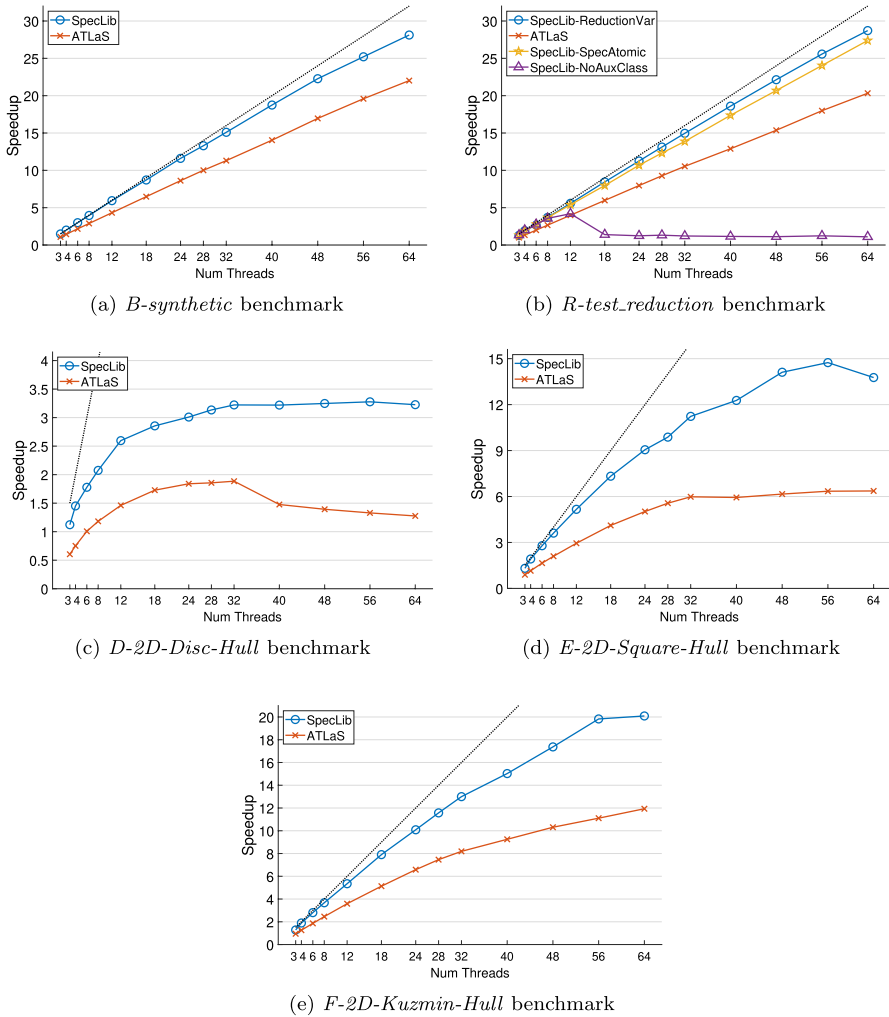 SpecLib
ATLaS
Speedup
30
25
20
15
10
5
0
3 4 6 8 12 18 24 28 32 40 48 56 64
Num Threads
(a) B-synthetic benchmark
SpecLib-ReductionVar
ATLaS
SpecLib-SpecAtomic
SpecLib-NoAuxClass
Speedup
30
25
20
15
10
5
0
3 4 6 8 12 18 24 28 32 40 48 56 64
Num Threads
(b) R-test_reduction benchmark
SpecLib
ATLaS
Speedup
4
3.5
3
2.5
2
1.5
1
0.5
0
3 4 6 8 12 18 24 28 32 40 48 56 64
Num Threads
(c) D-2D-Disc-Hull benchmark
SpecLib
ATLaS
Speedup
15
12
9
6
3
0
3 4 6 8 12 18 24 28 32 40 48 56 64
Num Threads
(d) E-2D-Square-Hull benchmark
SpecLib
ATLaS
Speedup
20
18
16
14
12
10
8
6
4
2
0
3 4 6 8 12 18 24 28 32 40 48 56 64
Num Threads
(e) F-2D-Kuzmin-Hull benchmark